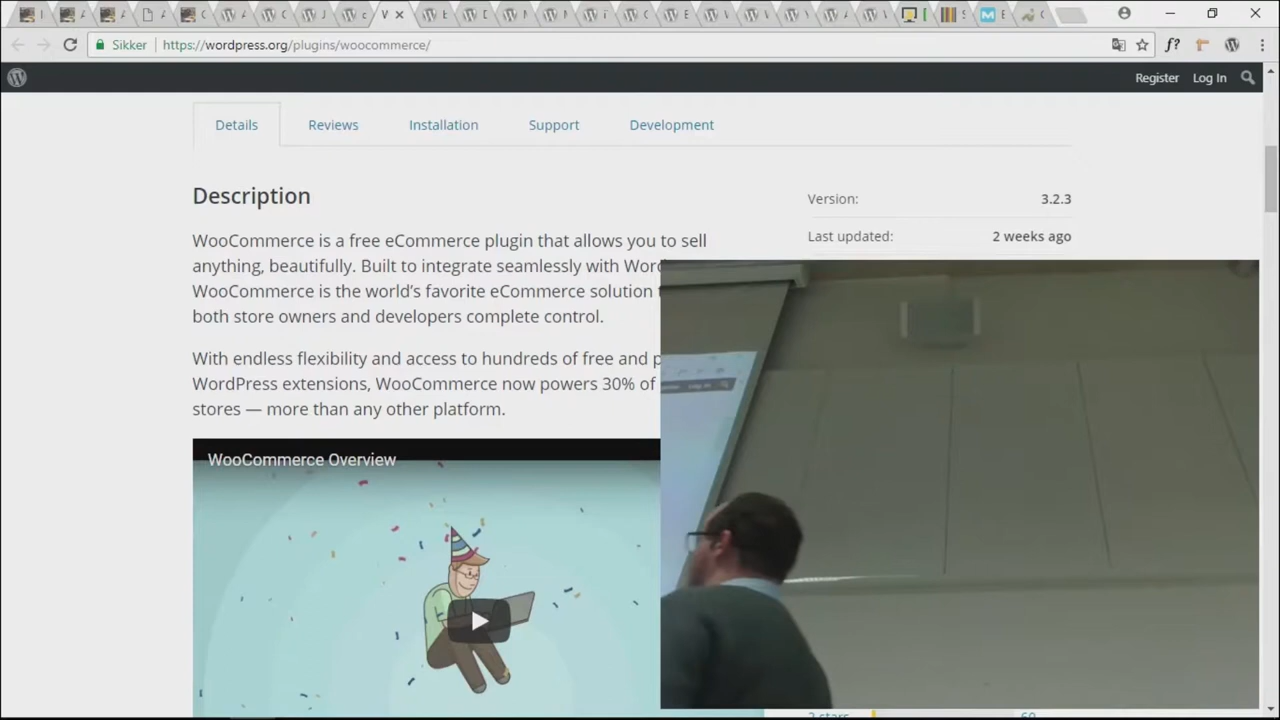 Sikker
https://wordpress.org/plugins/woocommerce/
f?
Register
Log In
Details
Reviews
Installation
Support
Development
Description
WooCommerce is a free eCommerce plugin that allows you to sell
anything, beautifully. Built to integrate seamlessly with
WooCommerce is the world’s favorite eCommerce solution
both store owners and developers complete control.
With endless flexibility and access to hundreds of free and
WordPress extensions, WooCommerce now powers 30% of
stores — more than any other platform.
WooCommerce Overview
Version:
3.2.3
Last updated:
2 weeks ago